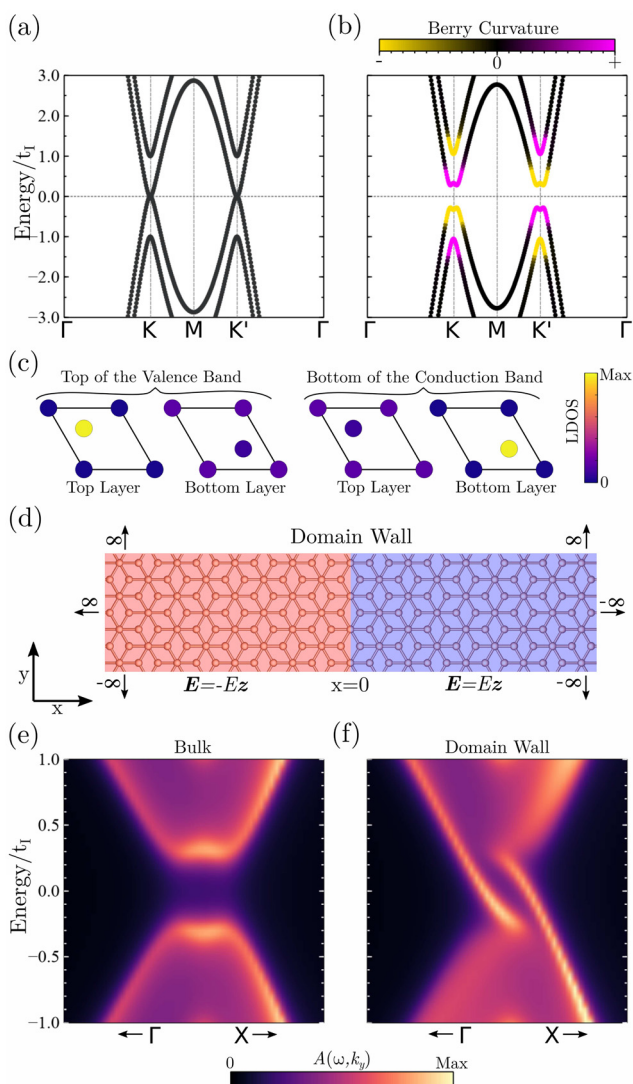 (a)
(b)
Berry Curvature
- 0 +
Energy/t_I
3.0
2.0
1.0
0.0
-1.0
-2.0
-3.0
Γ K M K' Γ
Γ K M K' Γ
(c)
Top of the Valence Band
Bottom of the Conduction Band
Top Layer
Bottom Layer
Top Layer
Bottom Layer
LDOS
Max
0
(d)
Domain Wall
∞
∞
∞
-∞
-∞
-∞
y
x
E=-Ez
x=0
E=Ez
(e)
Bulk
(f)
Domain Wall
Energy/t_I
1.0
0.5
0.0
-0.5
-1.0
← Γ X →
← Γ X →
0 A(ω,k_y) Max